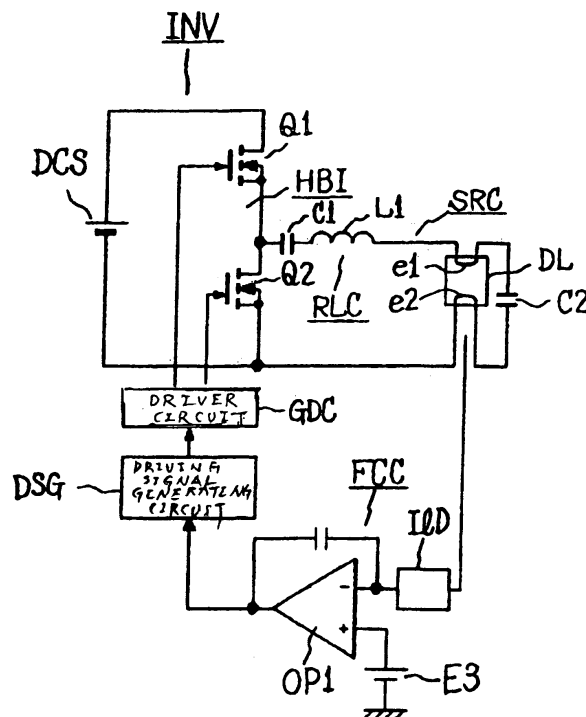 INV
Q1
DCS
HBI
C1
L1
SRC
e1
DL
Q2
e2
C2
RLC
DRIVER
CIRCUIT
GDC
DRIVING
SIGNAL
GENERATING
CIRCUIT
DSG
FCC
IlD
-
+
OP1
E3